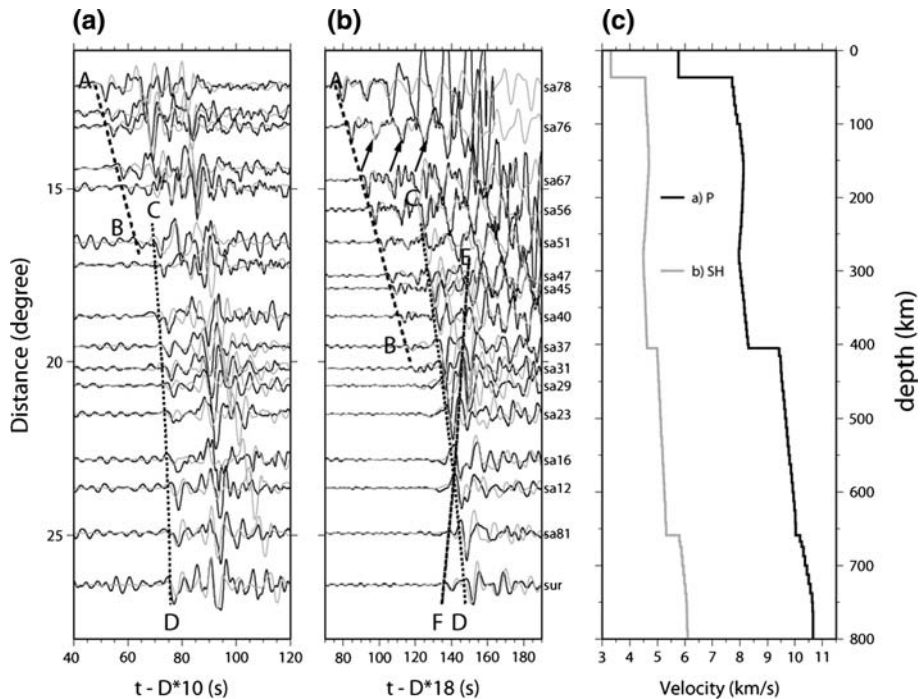 (a)
(b)
(c)
A
B
C
D
15
20
25
Distance (degree)
40 60 80 100 120
t - D*10 (s)
A
B
C
E
F D
sa78
sa76
sa67
sa56
sa51
sa47
sa45
sa40
sa37
sa31
sa29
sa23
sa16
sa12
sa81
sur
80 100 120 140 160 180
t - D*18 (s)
a) P
b) SH
0
100
200
300
400
500
600
700
800
depth (km)
3 4 5 6 7 8 9 10 11
Velocity (km/s)